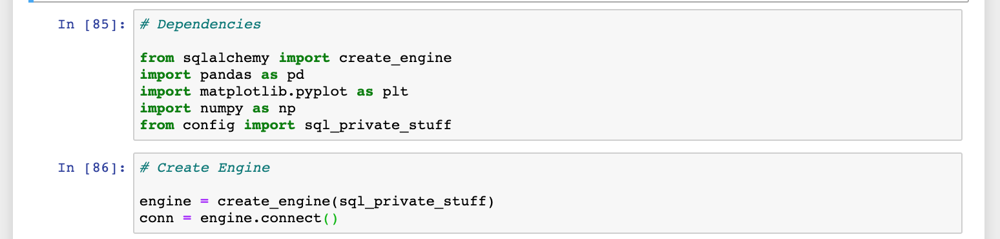 In [85]: # Dependencies
from sqlalchemy import create_engine
import pandas as pd
import matplotlib.pyplot as plt
import numpy as np
from config import sql_private_stuff
In [86]: # Create Engine
engine = create_engine(sql_private_stuff)
conn = engine.connect()